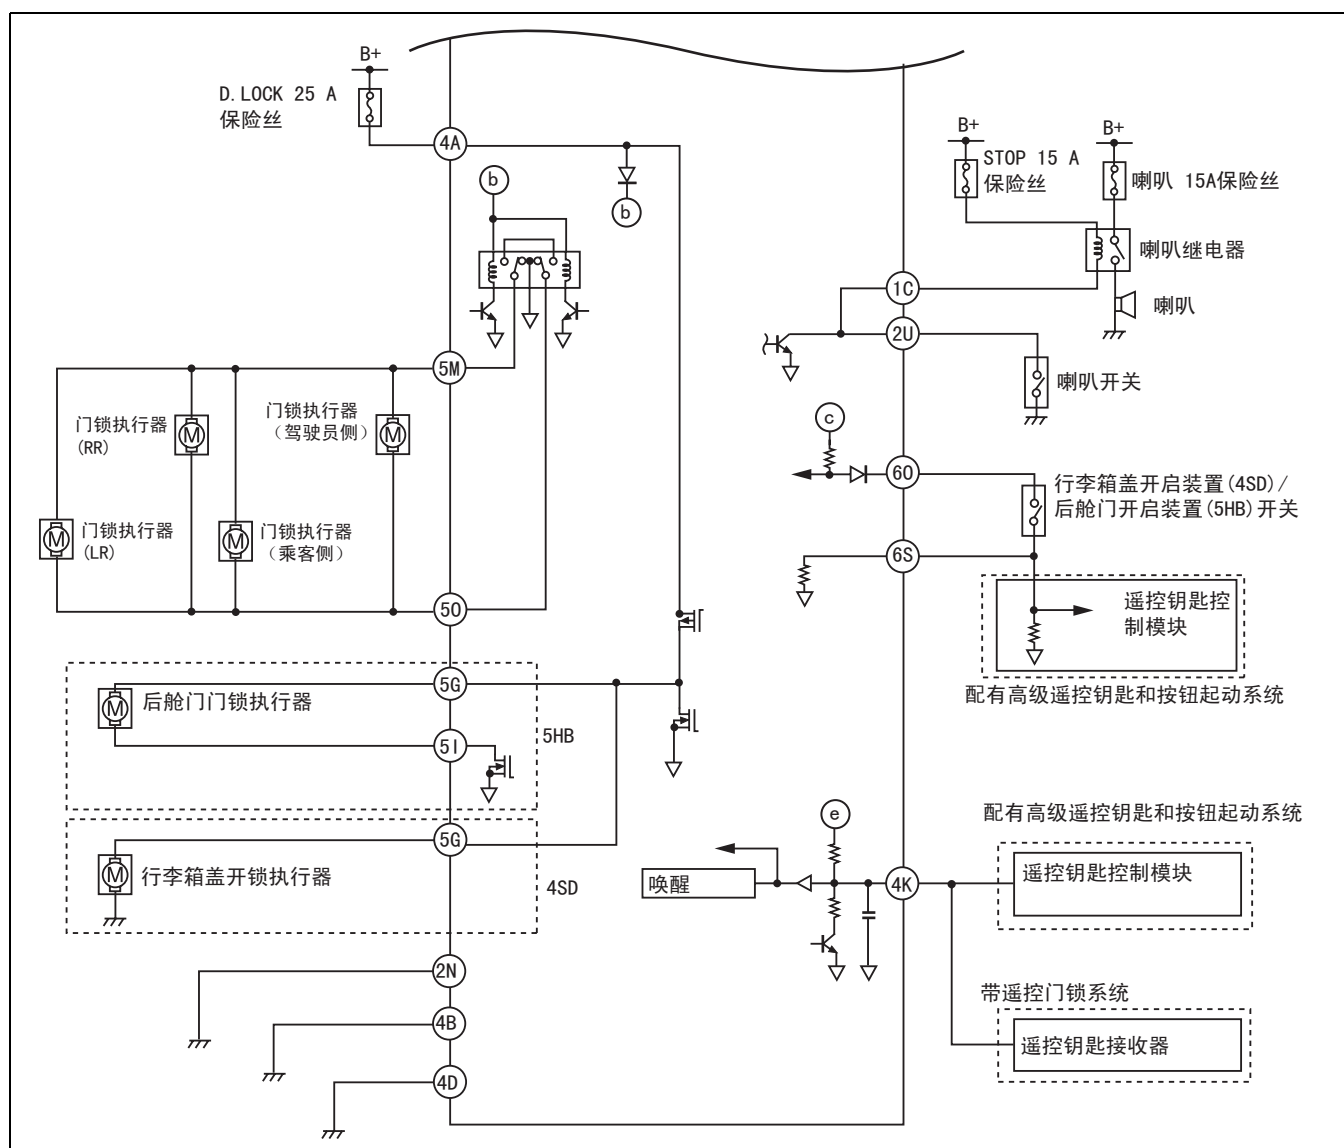 B+
D.LOCK 25 A
保险丝
4A
b
b
B+
STOP 15 A
保险丝
B+
喇叭 15A保险丝
喇叭继电器
1C
喇叭
2U
喇叭开关
5M
门锁执行器
(RR)
M
门锁执行器
（驾驶员侧）
M
M
门锁执行器
(LR)
M
门锁执行器
（乘客侧）
c
6O
行李箱盖开启装置(4SD)/
后舱门开启装置(5HB)开关
6S
遥控钥匙控
制模块
配有高级遥控钥匙和按钮起动系统
5O
5G
M
后舱门门锁执行器
5I
5HB
5G
M
行李箱盖开锁执行器
4SD
e
唤醒
4K
配有高级遥控钥匙和按钮起动系统
遥控钥匙控制模块
带遥控门锁系统
遥控钥匙接收器
2N
4B
4D